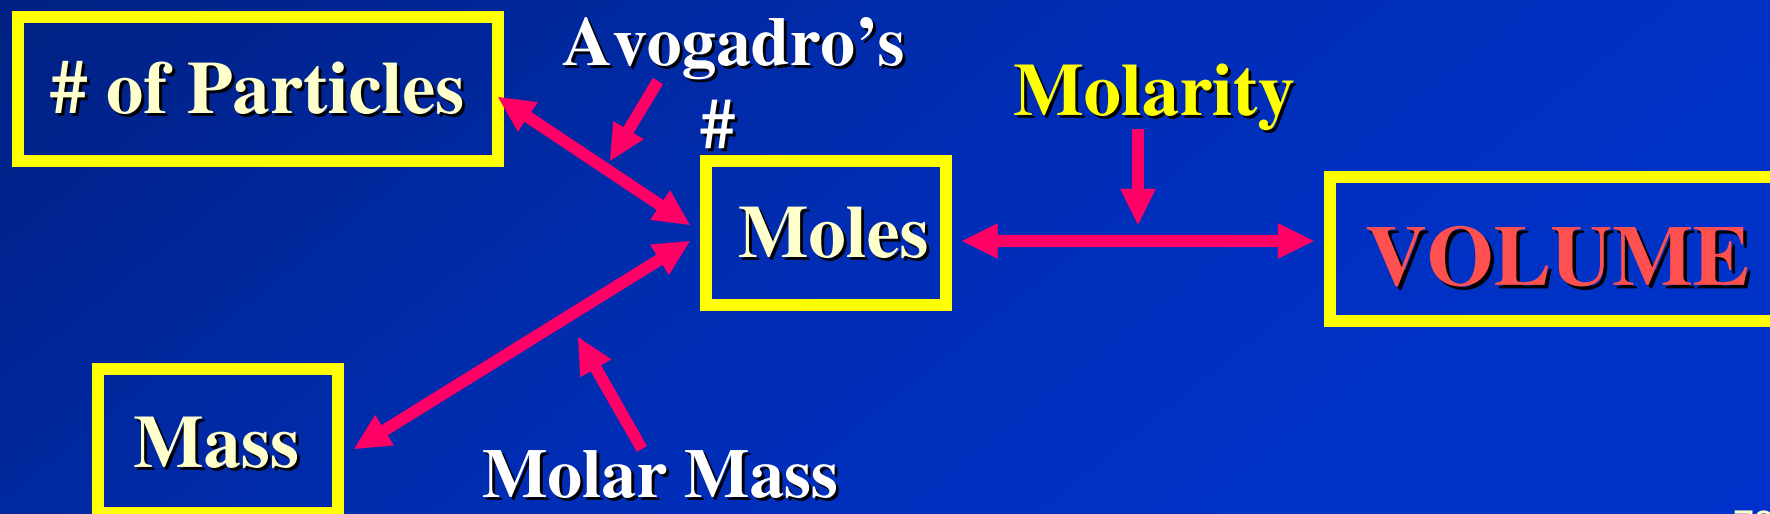 Avogadro’s
#
# of Particles
Molarity
Moles
VOLUME
Mass
Molar Mass